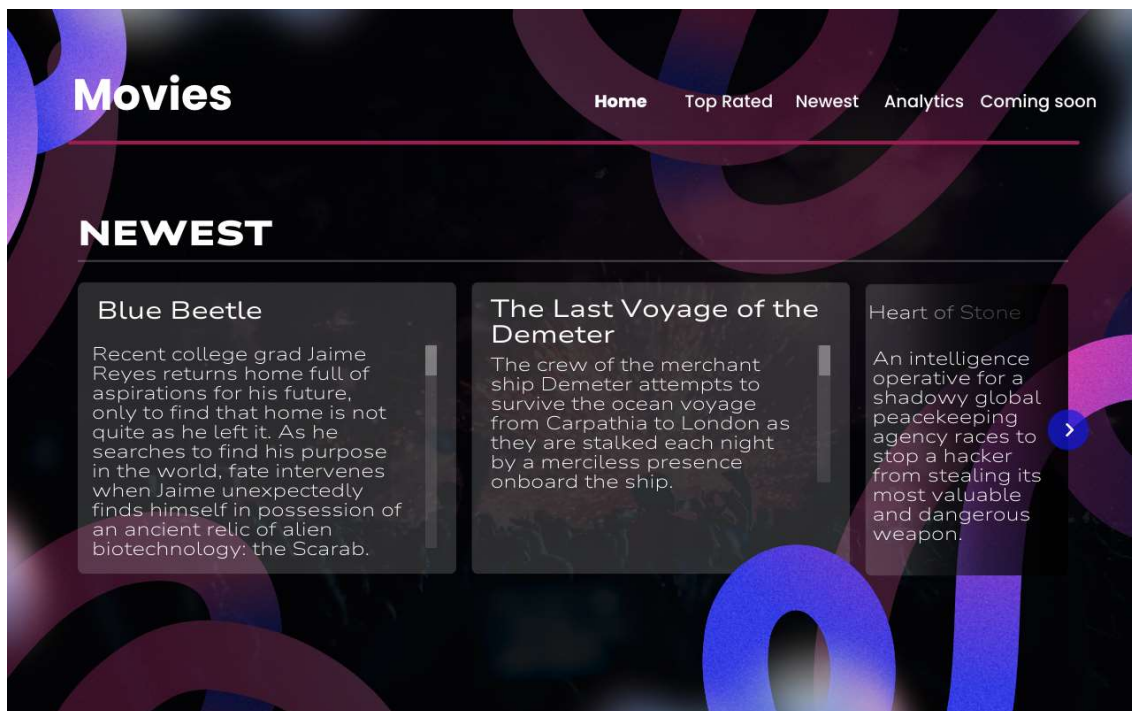 Movies
Home Top Rated Newest Analytics Coming soon
NEWEST
Blue Beetle
Recent college grad Jaime
Reyes returns home full of
aspirations for his future,
only to find that home is not
quite as he left it. As he
searches to find his purpose
in the world, fate intervenes
when Jaime unexpectedly
finds himself in possession of
an ancient relic of alien
biotechnology: the Scarab.
The Last Voyage of the
Demeter
The crew of the merchant
ship Demeter attempts to
survive the ocean voyage
from Carpathia to London as
they are stalked each night
by a merciless presence
onboard the ship.
Heart of Stone
An intelligence
operative for a
shadowy global
peacekeeping
agency races to
stop a hacker
from stealing its
most valuable
and dangerous
weapon.